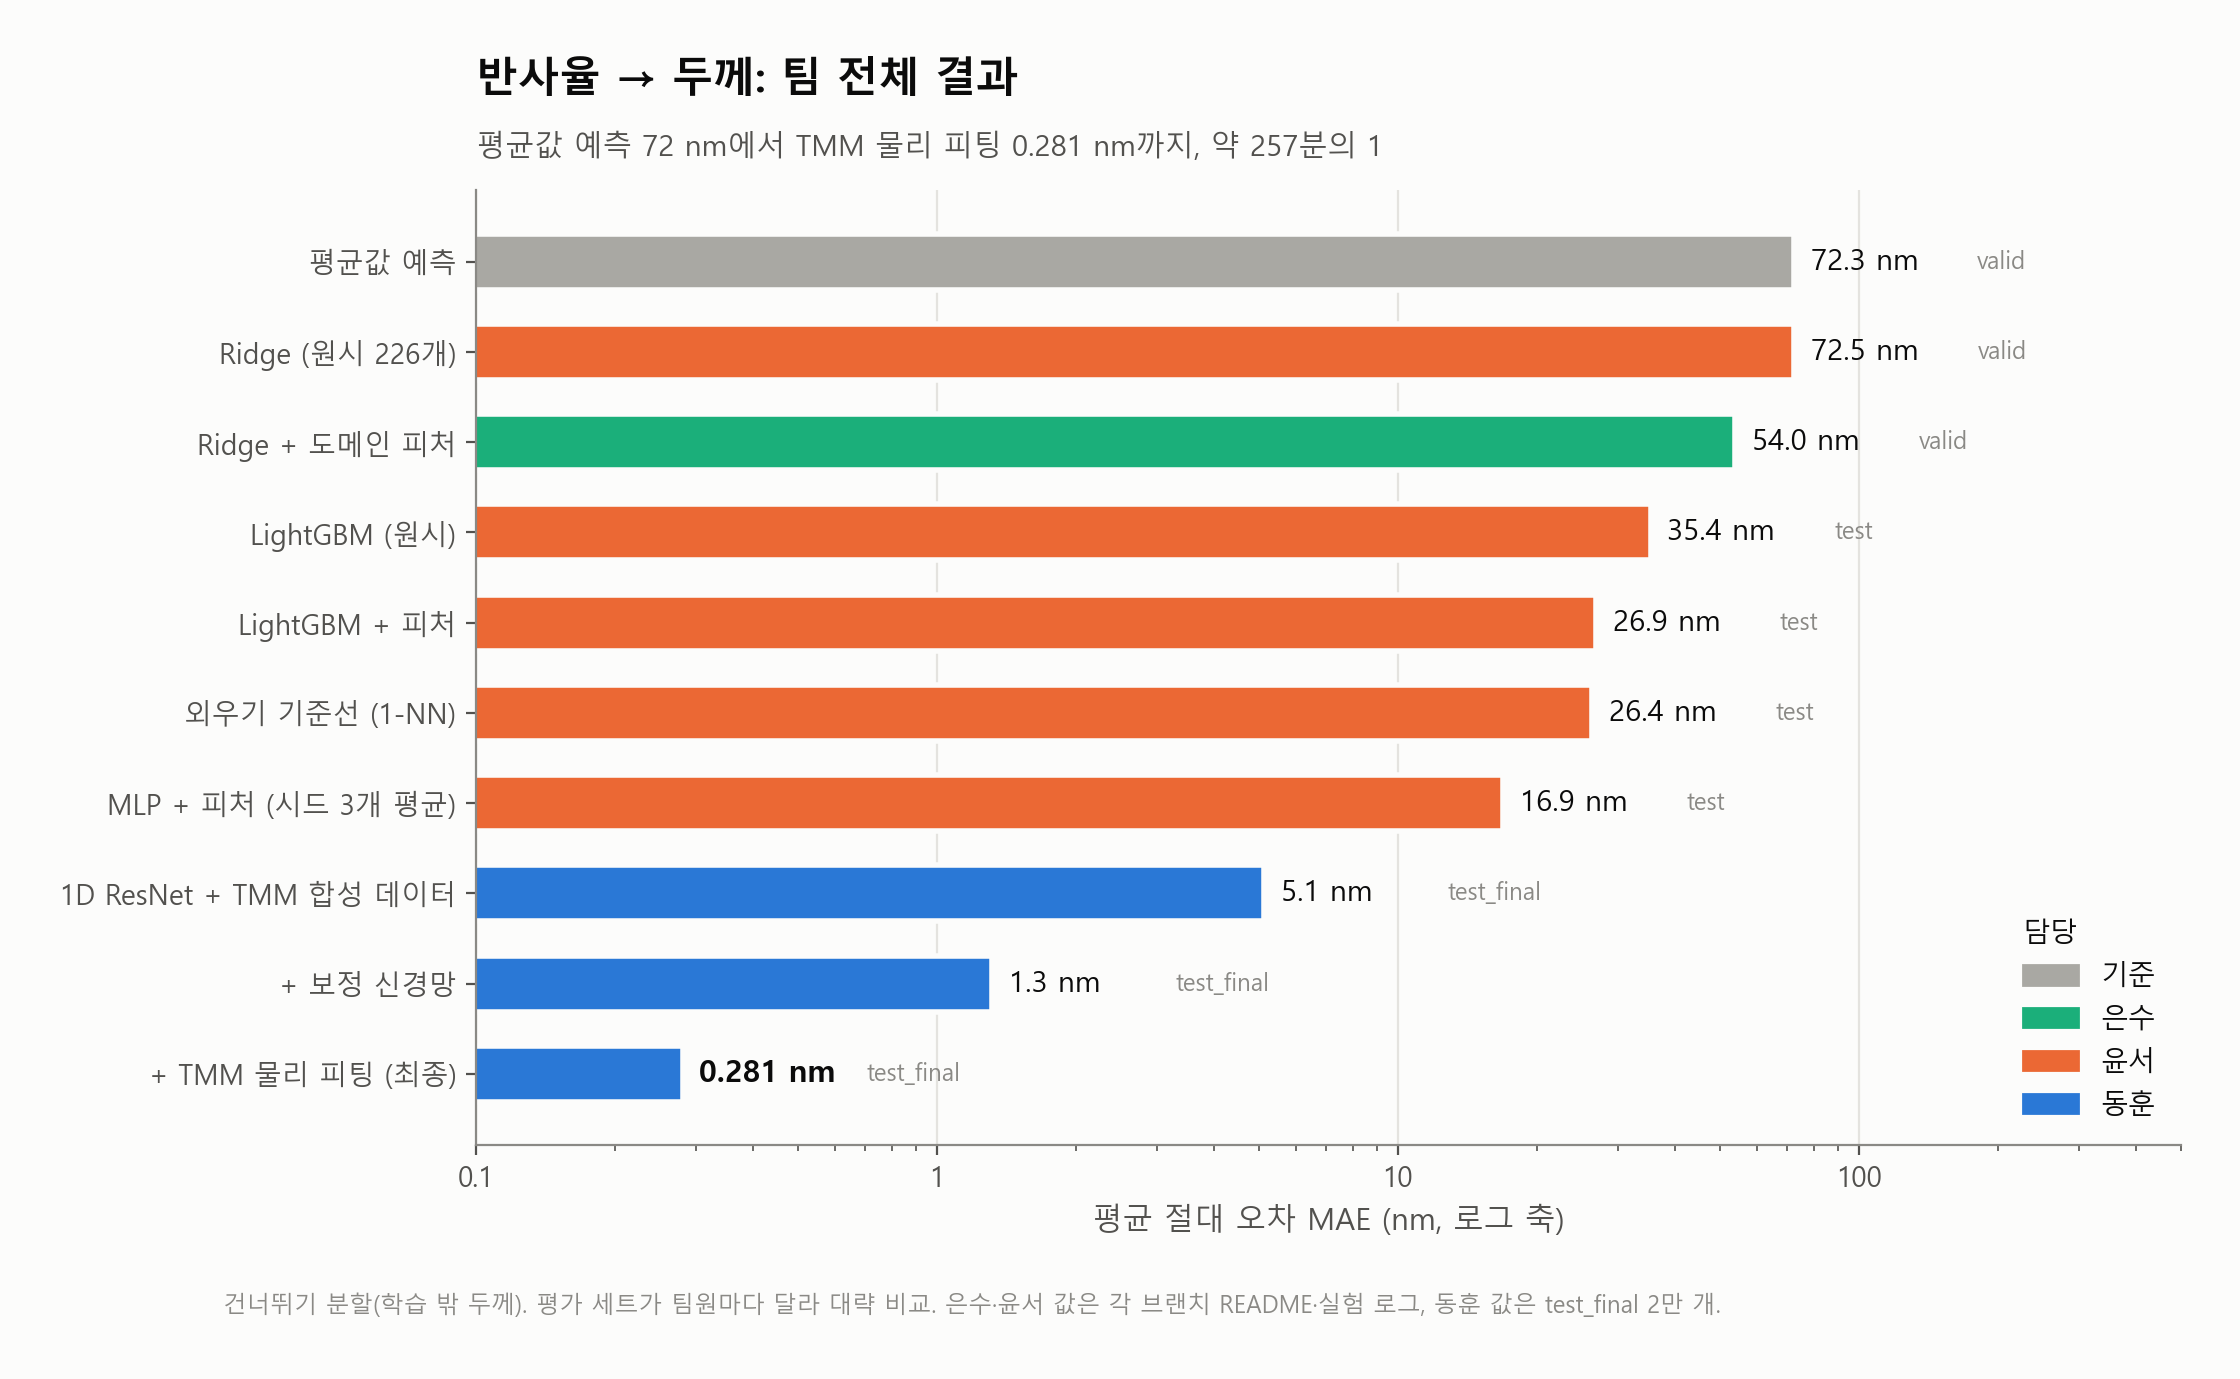 반사율 → 두께: 팀 전체 결과
평균값 예측 72 nm에서 TMM 물리 피팅 0.281 nm까지, 약 257분의 1
평균값 예측 72.3 nm valid
Ridge (원시 226개) 72.5 nm valid
Ridge + 도메인 피처 54.0 nm valid
LightGBM (원시) 35.4 nm test
LightGBM + 피처 26.9 nm test
외우기 기준선 (1-NN) 26.4 nm test
MLP + 피처 (시드 3개 평균) 16.9 nm test
1D ResNet + TMM 합성 데이터 5.1 nm test_final
+ 보정 신경망 1.3 nm test_final
+ TMM 물리 피팅 (최종) 0.281 nm test_final
담당
기준
은수
윤서
동훈
0.1 1 10 100
평균 절대 오차 MAE (nm, 로그 축)
건너뛰기 분할(학습 밖 두께). 평가 세트가 팀원마다 달라 대략 비교. 은수·윤서 값은 각 브랜치 README·실험 로그, 동훈 값은 test_final 2만 개.